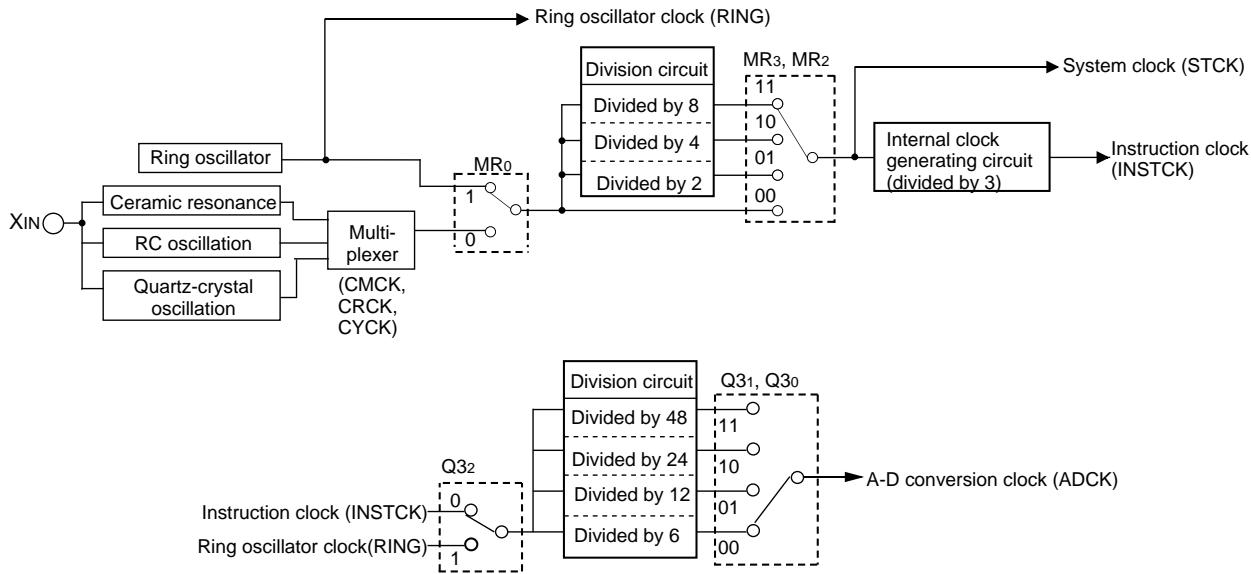 Ring oscillator clock (RING)
Division circuit
MR3, MR2
System clock (STCK)
11
Divided by 8
10
Divided by 4
Internal clock
generating circuit
(divided by 3)
Instruction clock
(INSTCK)
Ring oscillator
MR0
01
Divided by 2
1
00
Ceramic resonance
XIN
RC oscillation
Multi-
plexer
0
Quartz-crystal
oscillation
(CMCK,
CRCK,
CYCK)
Division circuit
Q31, Q30
Divided by 48
11
Divided by 24
10
Q32
A-D conversion clock (ADCK)
Divided by 12
0
01
Instruction clock (INSTCK)
Divided by 6
00
Ring oscillator clock(RING)
1